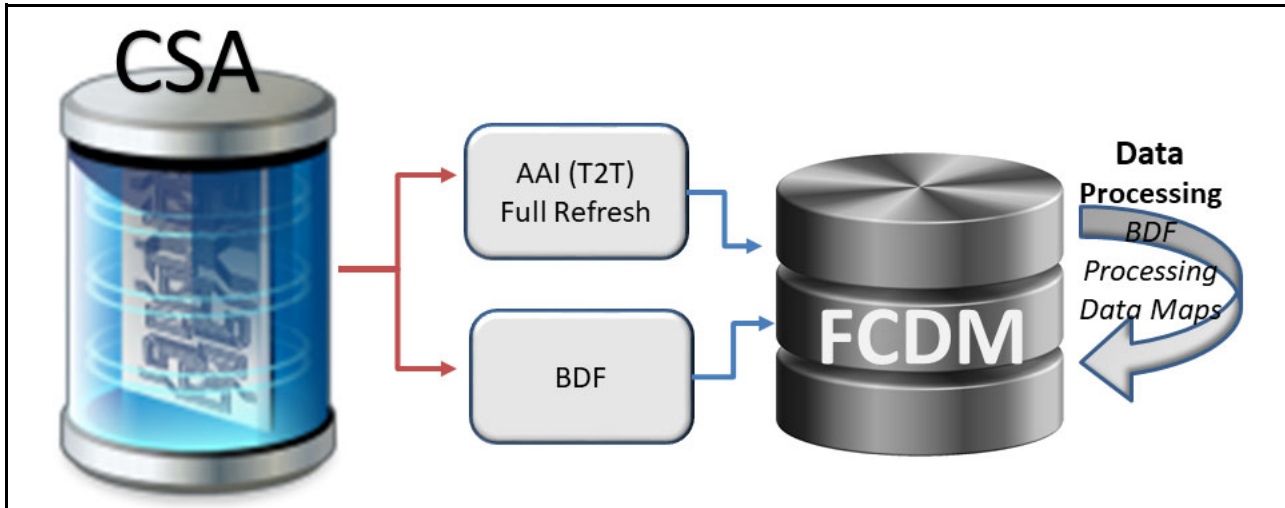 CSA
AAI (T2T)
Full Refresh
BDF
FCDM
Data
Processing
BDF
Processing
Data Maps